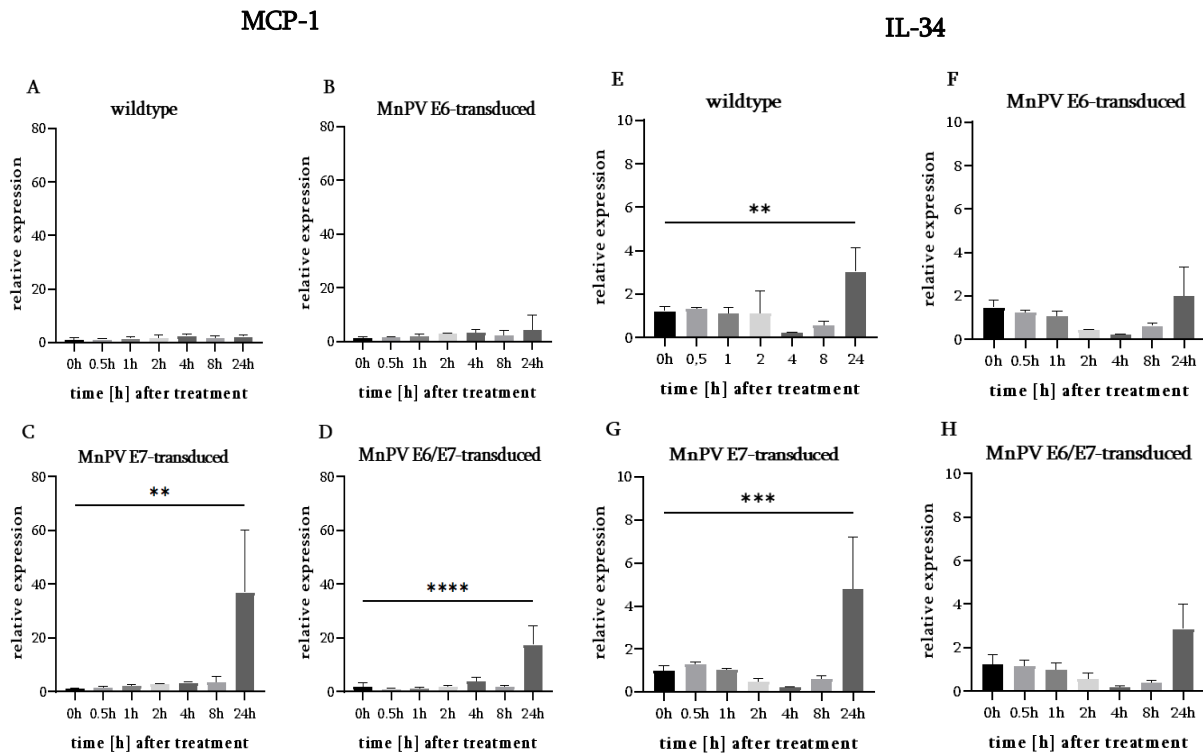 MCP-1
IL-34
A
wildtype
relative expression
80
60
40
20
0
0h 0.5h 1h 2h 4h 8h 24h
time [h] after treatment
B
MnPV E6-transduced
relative expression
80
60
40
20
0
0h 0.5h 1h 2h 4h 8h 24h
time [h] after treatment
E
wildtype
relative expression
10
8
6
4
2
0
**
0h 0,5 1 2 4 8 24
time [h] after treatment
F
MnPV E6-transduced
relative expression
10
8
6
4
2
0
0h 0.5h 1h 2h 4h 8h 24h
time [h] after treatment
C
MnPV E7-transduced
relative expression
80
60
40
20
0
**
0h 0.5h 1h 2h 4h 8h 24h
time [h] after treatment
D
MnPV E6/E7-transduced
relative expression
80
60
40
20
0
****
0h 0.5h 1h 2h 4h 8h 24h
time [h] after treatment
G
MnPV E7-transduced
relative expression
10
8
6
4
2
0
***
0h 0.5h 1h 2h 4h 8h 24h
time [h] after treatment
H
MnPV E6/E7-transduced
relative expression
10
8
6
4
2
0
0h 0.5h 1h 2h 4h 8h 24h
time [h] after treatment